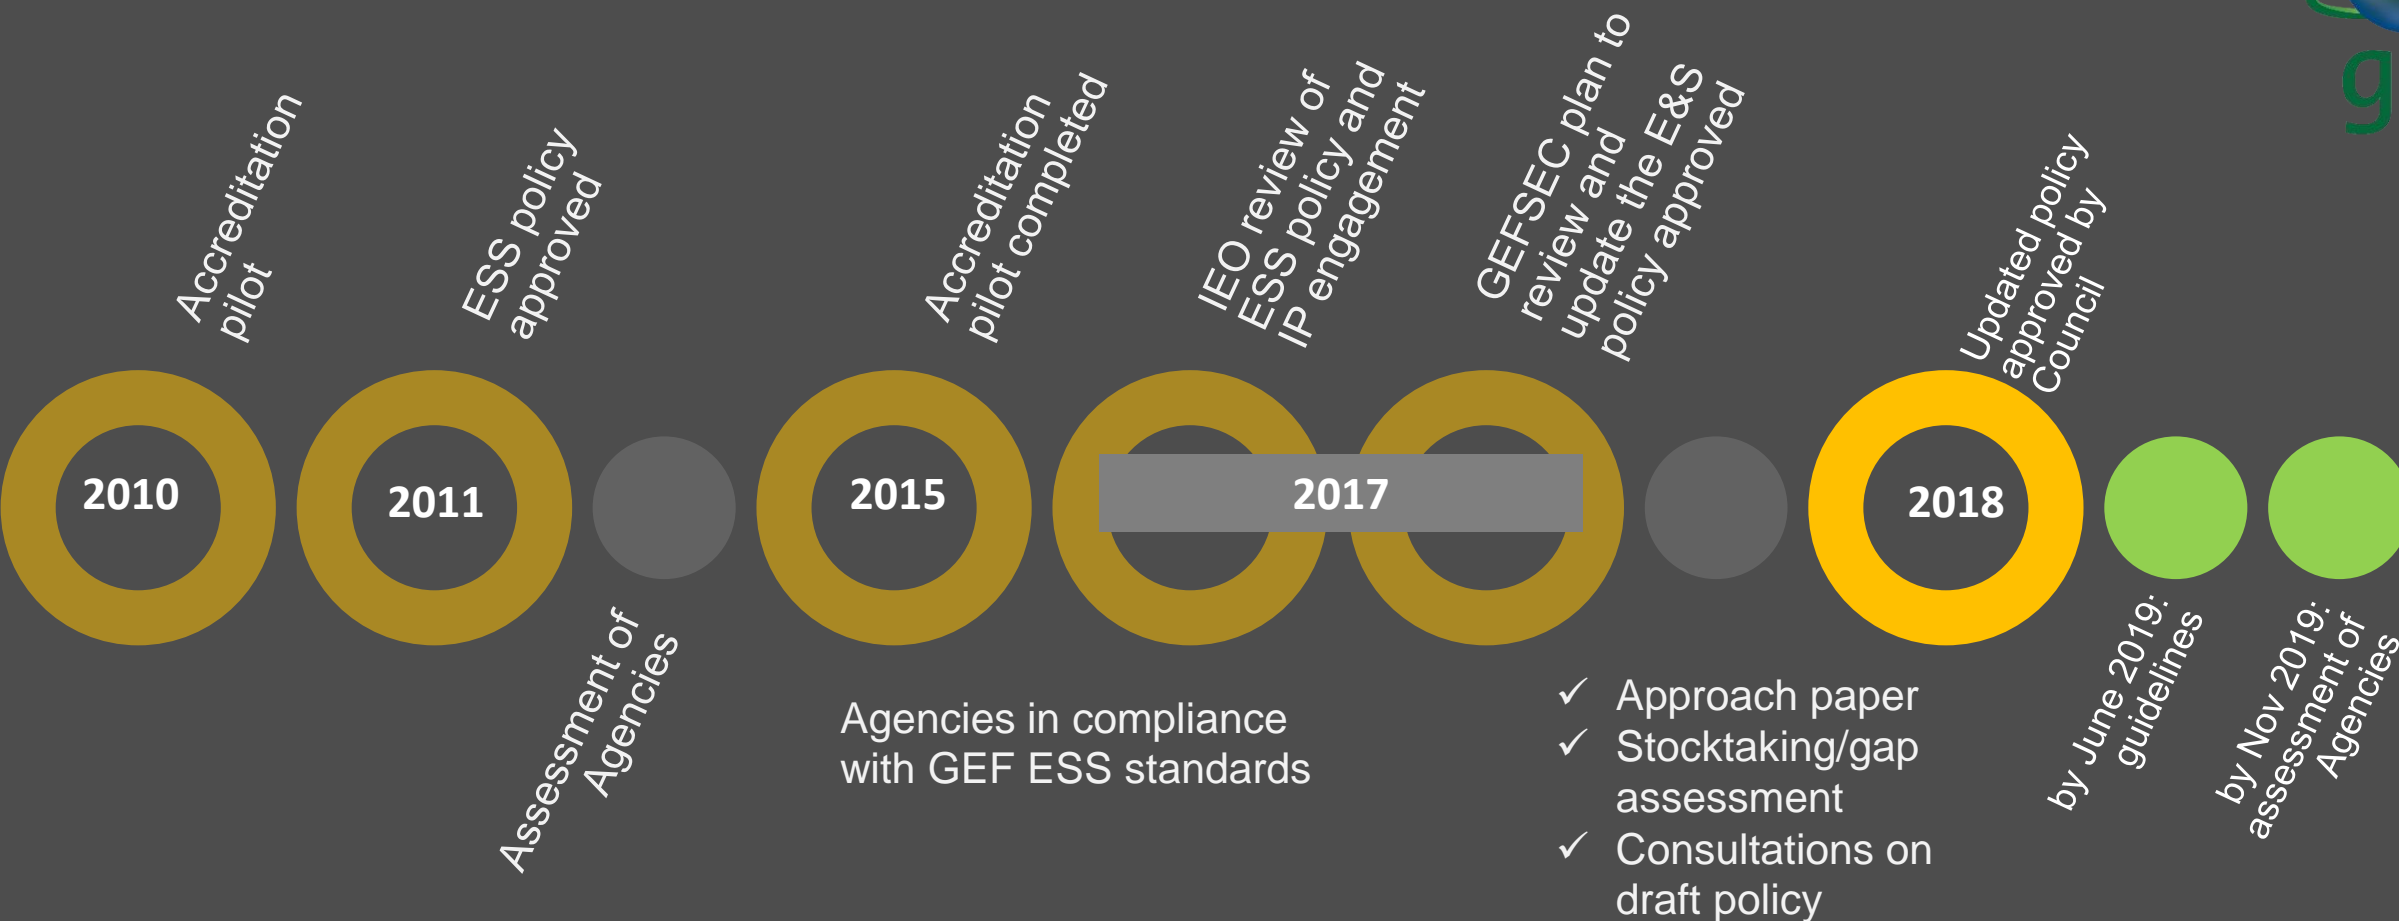 Accreditation
pilot
ESS policy
approved
Accreditation
pilot completed
IEO review of
ESS policy and
IP engagement
GEFSEC plan to
review and
update the E&S
policy approved
Updated policy
approved by
Council
g
2010
2011
2015
2017
2018
Assessment of
Agencies
Agencies in compliance
with GEF ESS standards
✓ Approach paper
✓ Stocktaking/gap
assessment
✓ Consultations on
draft policy
by June 2019:
guidelines
by Nov 2019:
assessment of
Agencies